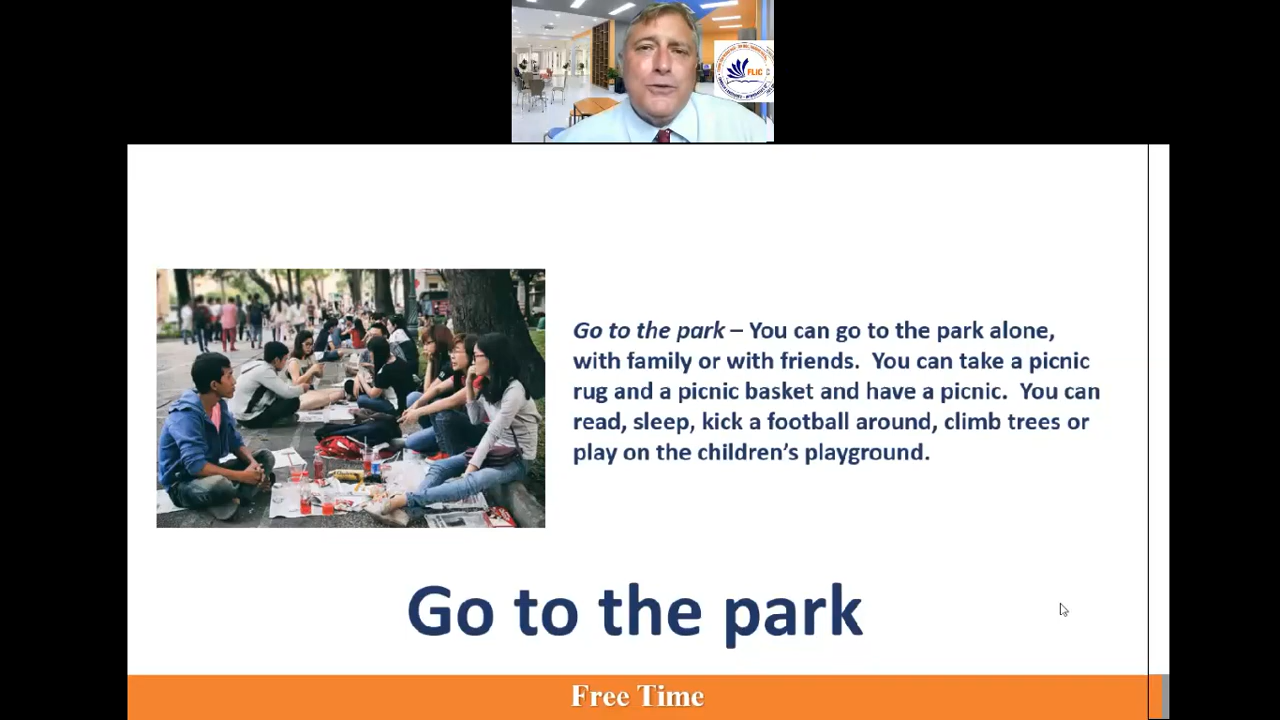 FLIC
Go to the park – You can go to the park alone,
with family or with friends.  You can take a picnic
rug and a picnic basket and have a picnic.  You can
read, sleep, kick a football around, climb trees or
play on the children’s playground.
Go to the park
Free Time